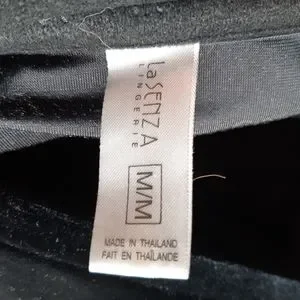 La SENZA
LINGERIE
M/M
MADE IN THAILAND
FAIT EN THAÏLANDE